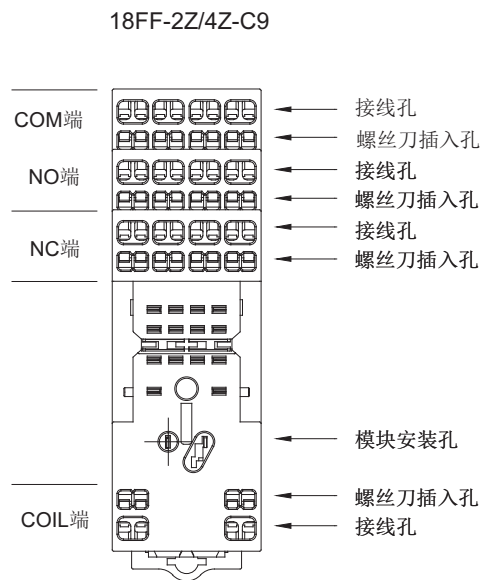 18FF-2Z/4Z-C9
COM端
接线孔
螺丝刀插入孔
NO端
接线孔
螺丝刀插入孔
NC端
接线孔
螺丝刀插入孔
模块安装孔
COIL端
螺丝刀插入孔
接线孔